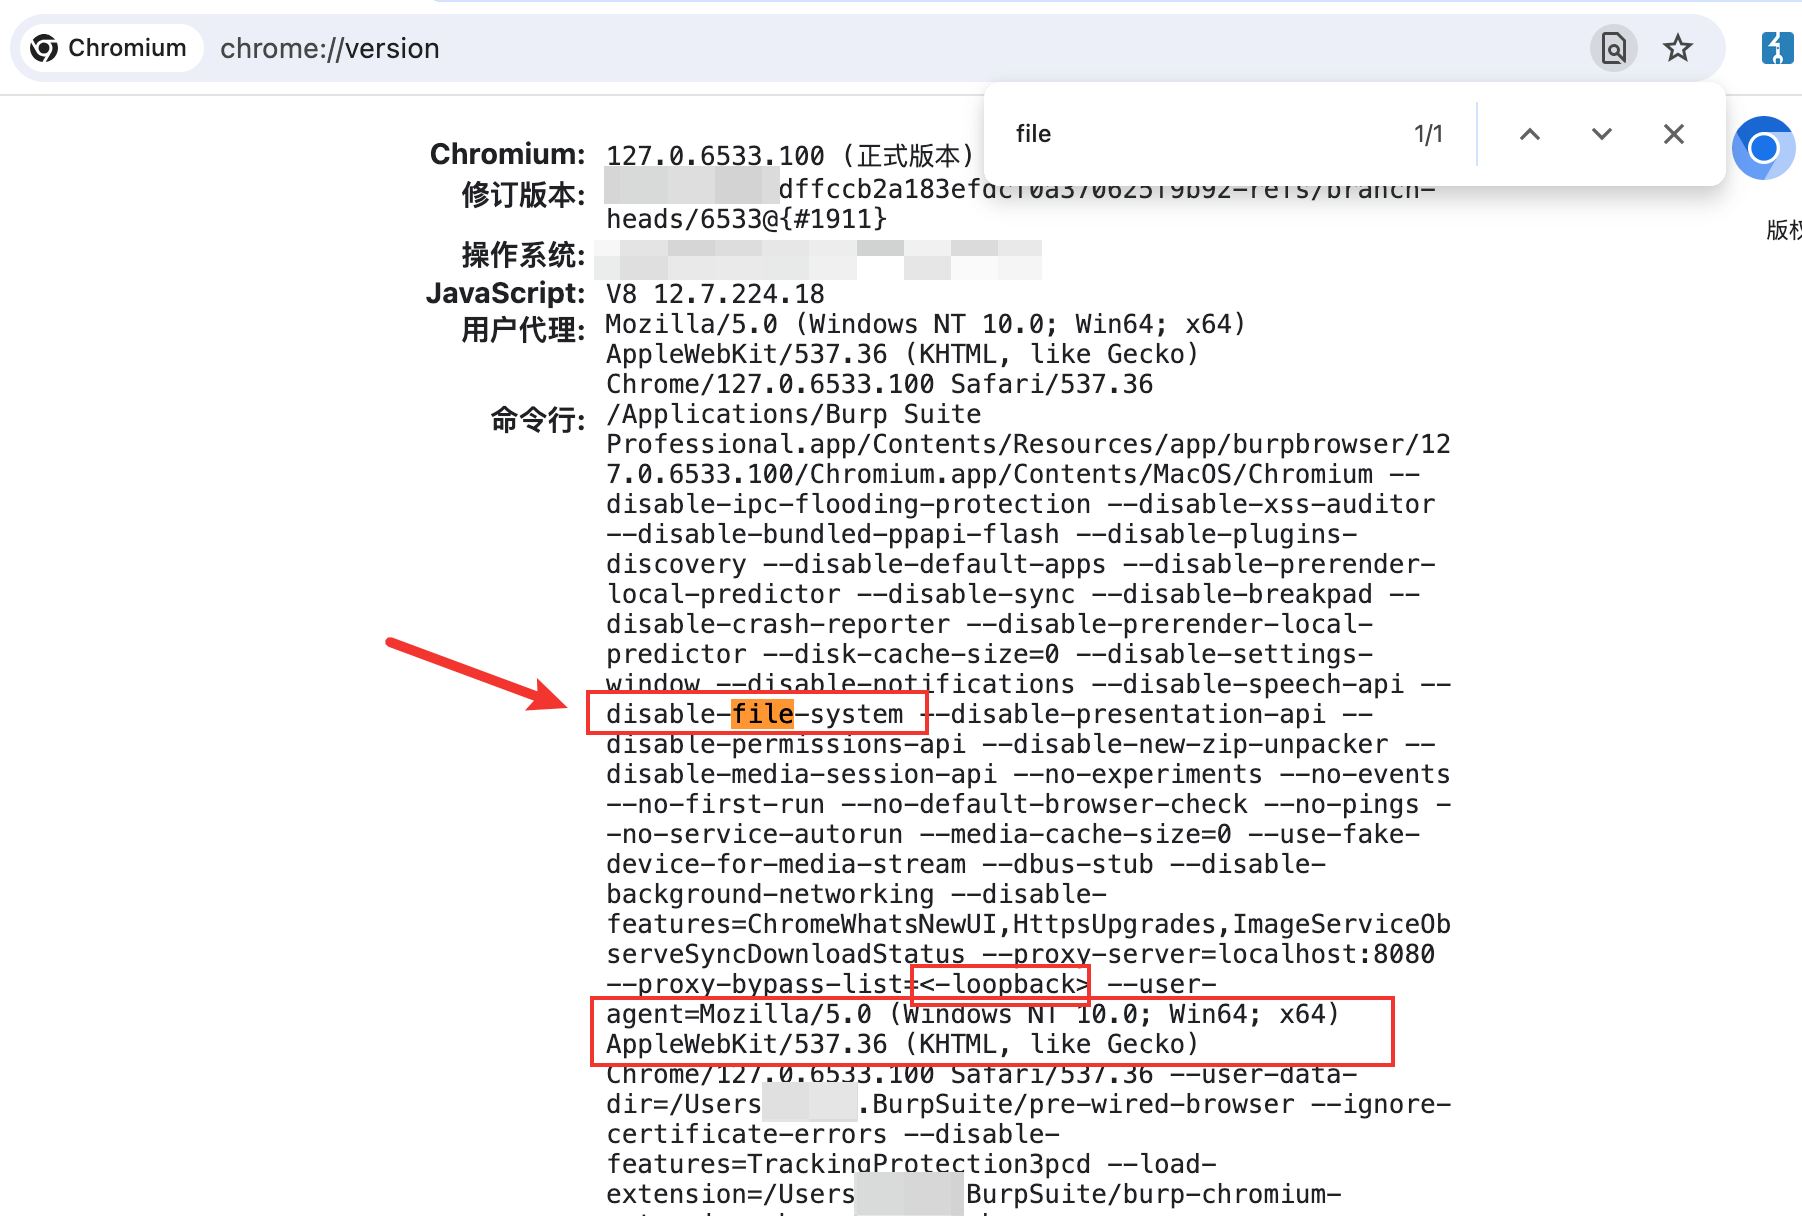 Chromium
chrome://version
file
1/1
Chromium:
127.0.6533.100 (正式版本)
修订版本:
dffccb2a183efdcf0a370625f9b92-refs/branch-
heads/6533@{#1911}
版权
操作系统:
JavaScript:
V8 12.7.224.18
用户代理:
Mozilla/5.0 (Windows NT 10.0; Win64; x64)
AppleWebKit/537.36 (KHTML, like Gecko)
Chrome/127.0.6533.100 Safari/537.36
命令行:
/Applications/Burp Suite
Professional.app/Contents/Resources/app/burpbrowser/12
7.0.6533.100/Chromium.app/Contents/MacOS/Chromium --
disable-ipc-flooding-protection --disable-xss-auditor
--disable-bundled-ppapi-flash --disable-plugins-
discovery --disable-default-apps --disable-prerender-
local-predictor --disable-sync --disable-breakpad --
disable-crash-reporter --disable-prerender-local-
predictor --disk-cache-size=0 --disable-settings-
window --disable-notifications --disable-speech-api --
disable-file-system --disable-presentation-api --
disable-permissions-api --disable-new-zip-unpacker --
disable-media-session-api --no-experiments --no-events
--no-first-run --no-default-browser-check --no-pings -
-no-service-autorun --media-cache-size=0 --use-fake-
device-for-media-stream --dbus-stub --disable-
background-networking --disable-
features=ChromeWhatsNewUI,HttpsUpgrades,ImageServiceOb
serveSyncDownloadStatus --proxy-server=localhost:8080
--proxy-bypass-list=<-loopback> --user-
agent=Mozilla/5.0 (Windows NT 10.0; Win64; x64)
AppleWebKit/537.36 (KHTML, like Gecko)
Chrome/127.0.6533.100 Safari/537.36 --user-data-
dir=/Users .BurpSuite/pre-wired-browser --ignore-
certificate-errors --disable-
features=TrackingProtection3pcd --load-
extension=/Users BurpSuite/burp-chromium-